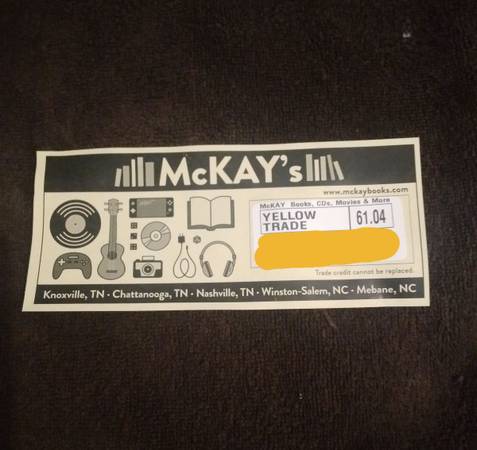 McKAY's
www.mckaybooks.com
McKAY Books, CDs, Movies & More
YELLOW
TRADE
61.04
Trade credit cannot be replaced.
Knoxville, TN · Chattanooga, TN · Nashville, TN · Winston-Salem, NC · Mebane, NC